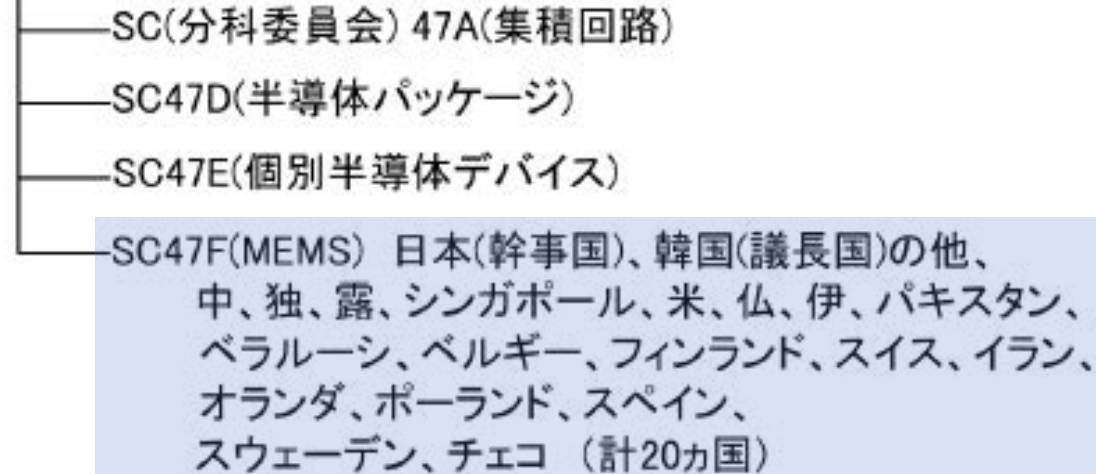 SC(分科委員会) 47A(集積回路)
SC47D(半導体パッケージ)
SC47E(個別半導体デバイス)
SC47F(MEMS) 日本(幹事国)、韓国(議長国)の他、
中、独、露、シンガポール、米、仏、伊、パキスタン、
ベラルーシ、ベルギー、フィンランド、スイス、イラン、
オランダ、ポーランド、スペイン、
スウェーデン、チェコ (計20ヵ国)